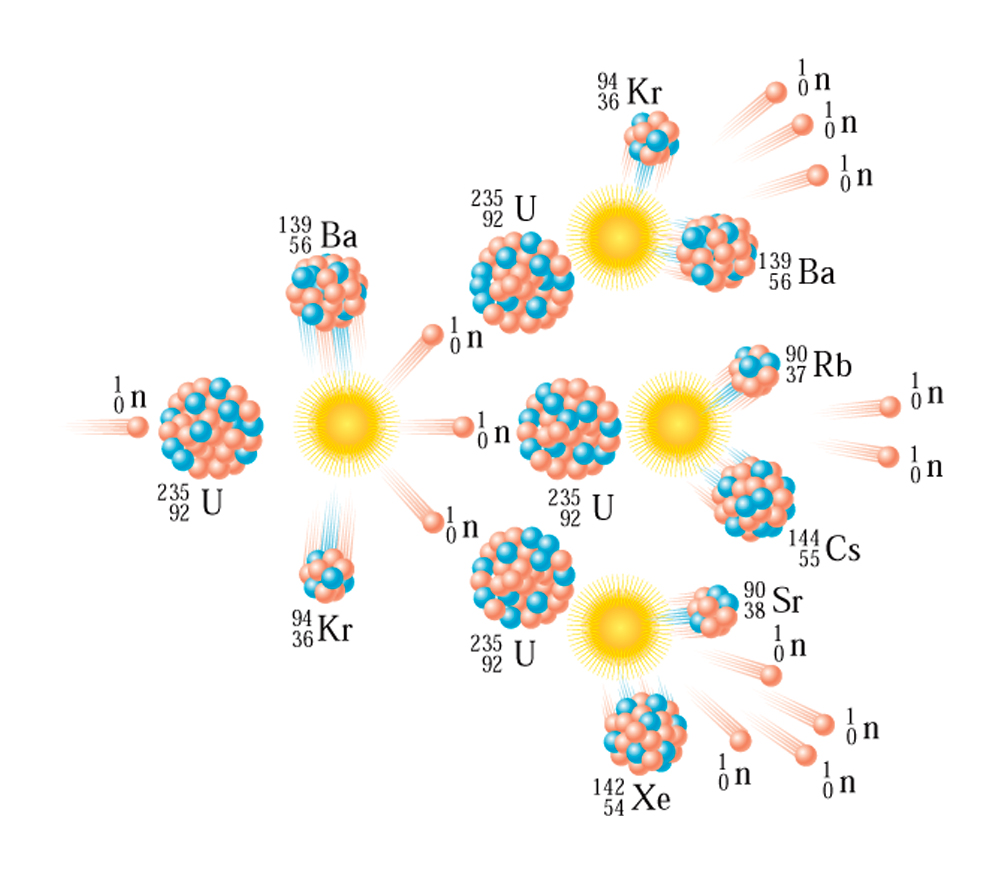 94 36 Kr
1 0 n
1 0 n
1 0 n
235 92 U
139 56 Ba
139 56 Ba
1 0 n
90 37 Rb
1 0 n
1 0 n
1 0 n
1 0 n
235 92 U
235 92 U
1 0 n
144 55 Cs
94 36 Kr
235 92 U
90 38 Sr
1 0 n
1 0 n
1 0 n
1 0 n
142 54 Xe